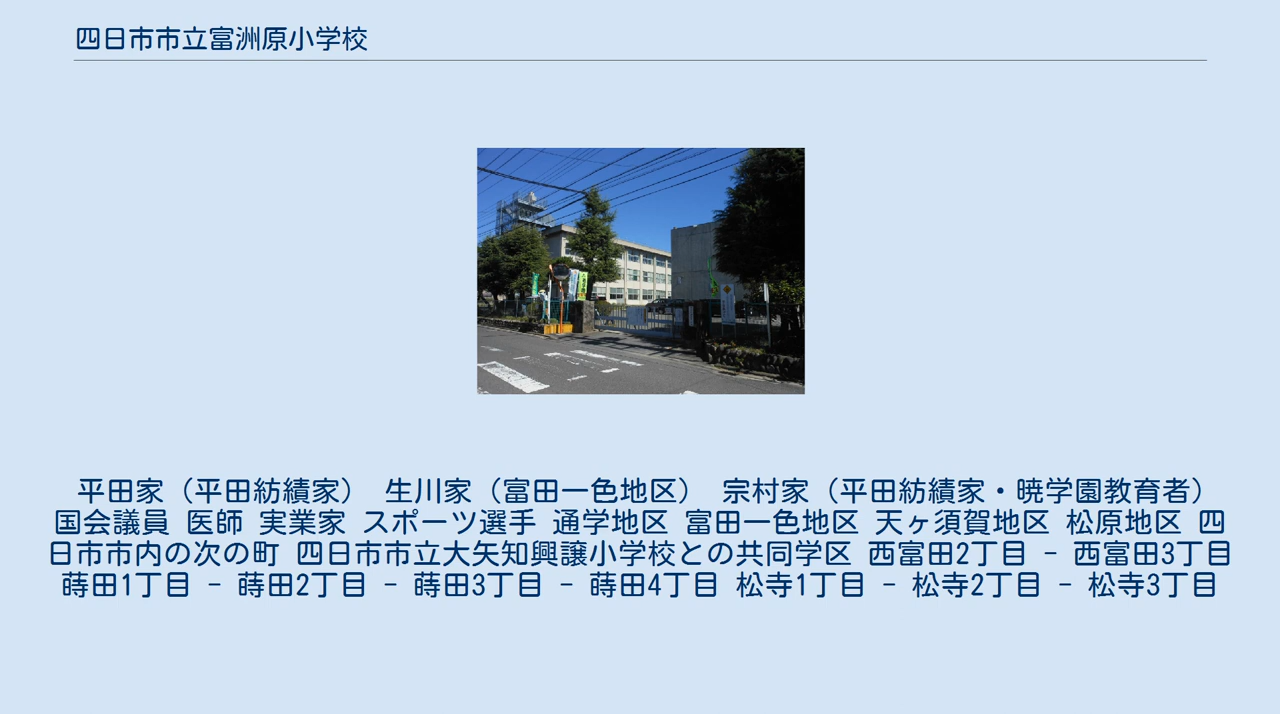 四日市市立富洲原小学校
平田家（平田紡績家） 生川家（富田一色地区） 宗村家（平田紡績家・暁学園教育者）
国会議員 医師 実業家 スポーツ選手 通学地区 富田一色地区 天ヶ須賀地区 松原地区 四
日市市内の次の町 四日市市立大矢知興譲小学校との共同学区 西富田2丁目 - 西富田3丁目
蒔田1丁目 - 蒔田2丁目 - 蒔田3丁目 - 蒔田4丁目 松寺1丁目 - 松寺2丁目 - 松寺3丁目